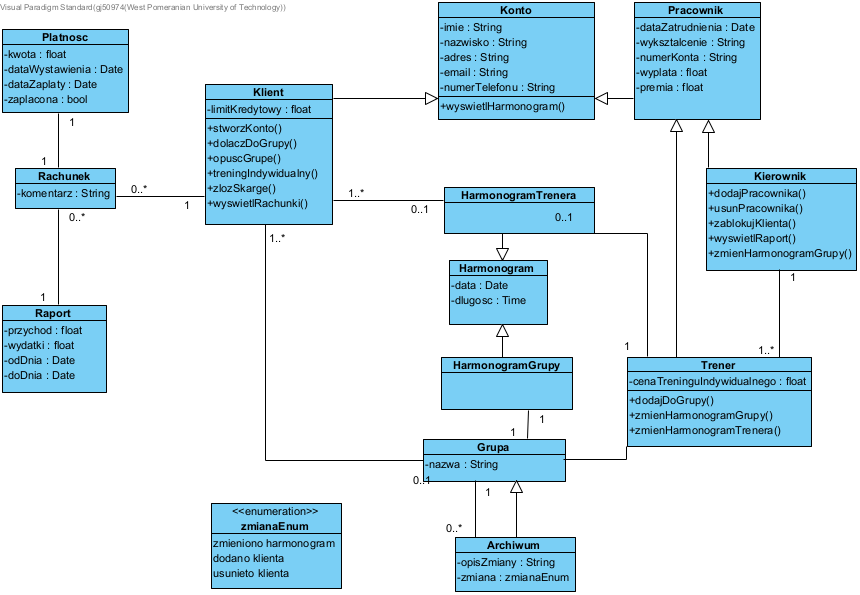 Visual Paradigm Standard(gj50974(West Pomeranian University of Technology))
Platnosc
-kwota : float
-dataWystawienia : Date
-dataZaplaty : Date
-zaplacona : bool
1
1
Rachunek
-komentarz : String
0..*
1
0..*
1
Raport
-przychod : float
-wydatki : float
-odDnia : Date
-doDnia : Date
Klient
-limitKredytowy : float
+stworzKonto()
+dolaczDoGrupy()
+opuscGrupe()
+treningIndywidualny()
+zlozSkarge()
+wyswietlRachunki()
1..*
0..1
1..*
Konto
-imie : String
-nazwisko : String
-adres : String
-email : String
-numerTelefonu : String
+wyswietlHarmonogram()
Pracownik
-dataZatrudnienia : Date
-wyksztalcenie : String
-numerKonta : String
-wyplata : float
-premia : float
Kierownik
+dodajPracownika()
+usunPracownika()
+zablokujKlienta()
+wyswietlRaport()
+zmienHarmonogramGrupy()
1
1..*
HarmonogramTrenera
0..1
1
Harmonogram
-data : Date
-dlugosc : Time
HarmonogramGrupy
1
1
Trener
-cenaTreninguIndywidualnego : float
+dodajDoGrupy()
+zmienHarmonogramGrupy()
+zmienHarmonogramTrenera()
Grupa
-nazwa : String
0..1
1
0..*
Archiwum
-opisZmiany : String
-zmiana : zmianaEnum
<<enumeration>>
zmianaEnum
zmieniono harmonogram
dodano klienta
usunieto klienta